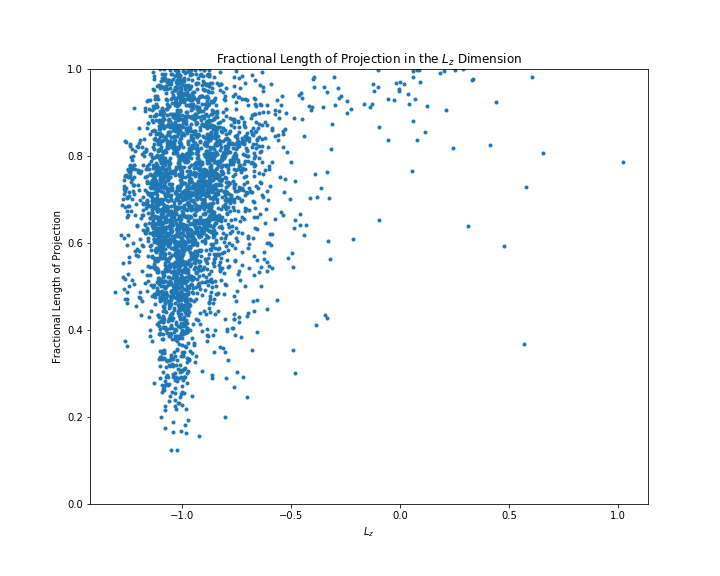 Fractional Length of Projection in the $L_z$ Dimension
1.0
0.8
0.6
0.4
0.2
0.0
Fractional Length of Projection
−1.0 −0.5 0.0 0.5 1.0
$L_z$